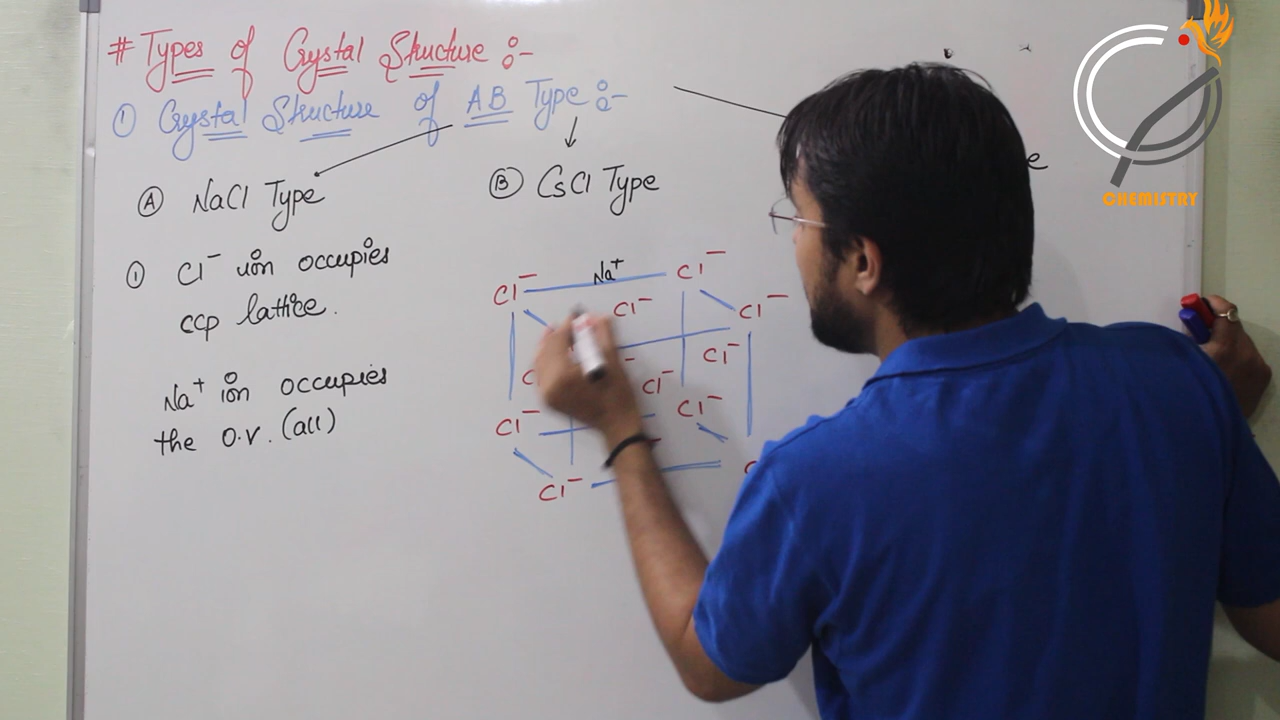 # Types of Crystal Structure :-
① Crystal Structure of AB Type :-
Ⓐ NaCl Type
Ⓑ CsCl Type
① Cl⁻ ion occupies
ccp lattice.
Na⁺ ion occupies
the O.V. (all)
Na⁺
Cl⁻ Cl⁻
Cl⁻ Cl⁻
Cl⁻
Cl⁻
Cl⁻ Cl⁻
Cl⁻
CHEMISTRY